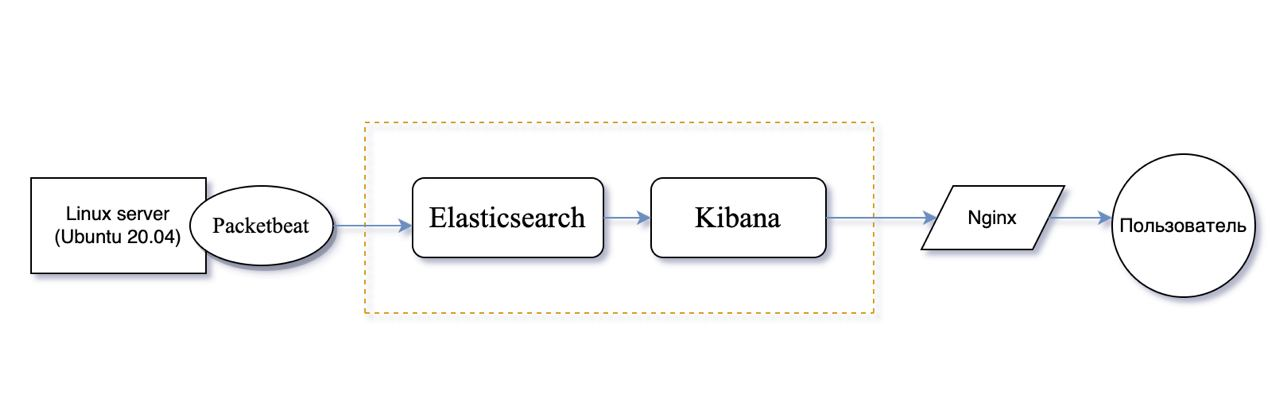 Linux server
(Ubuntu 20.04)
Packetbeat
Elasticsearch
Kibana
Nginx
Пользователь